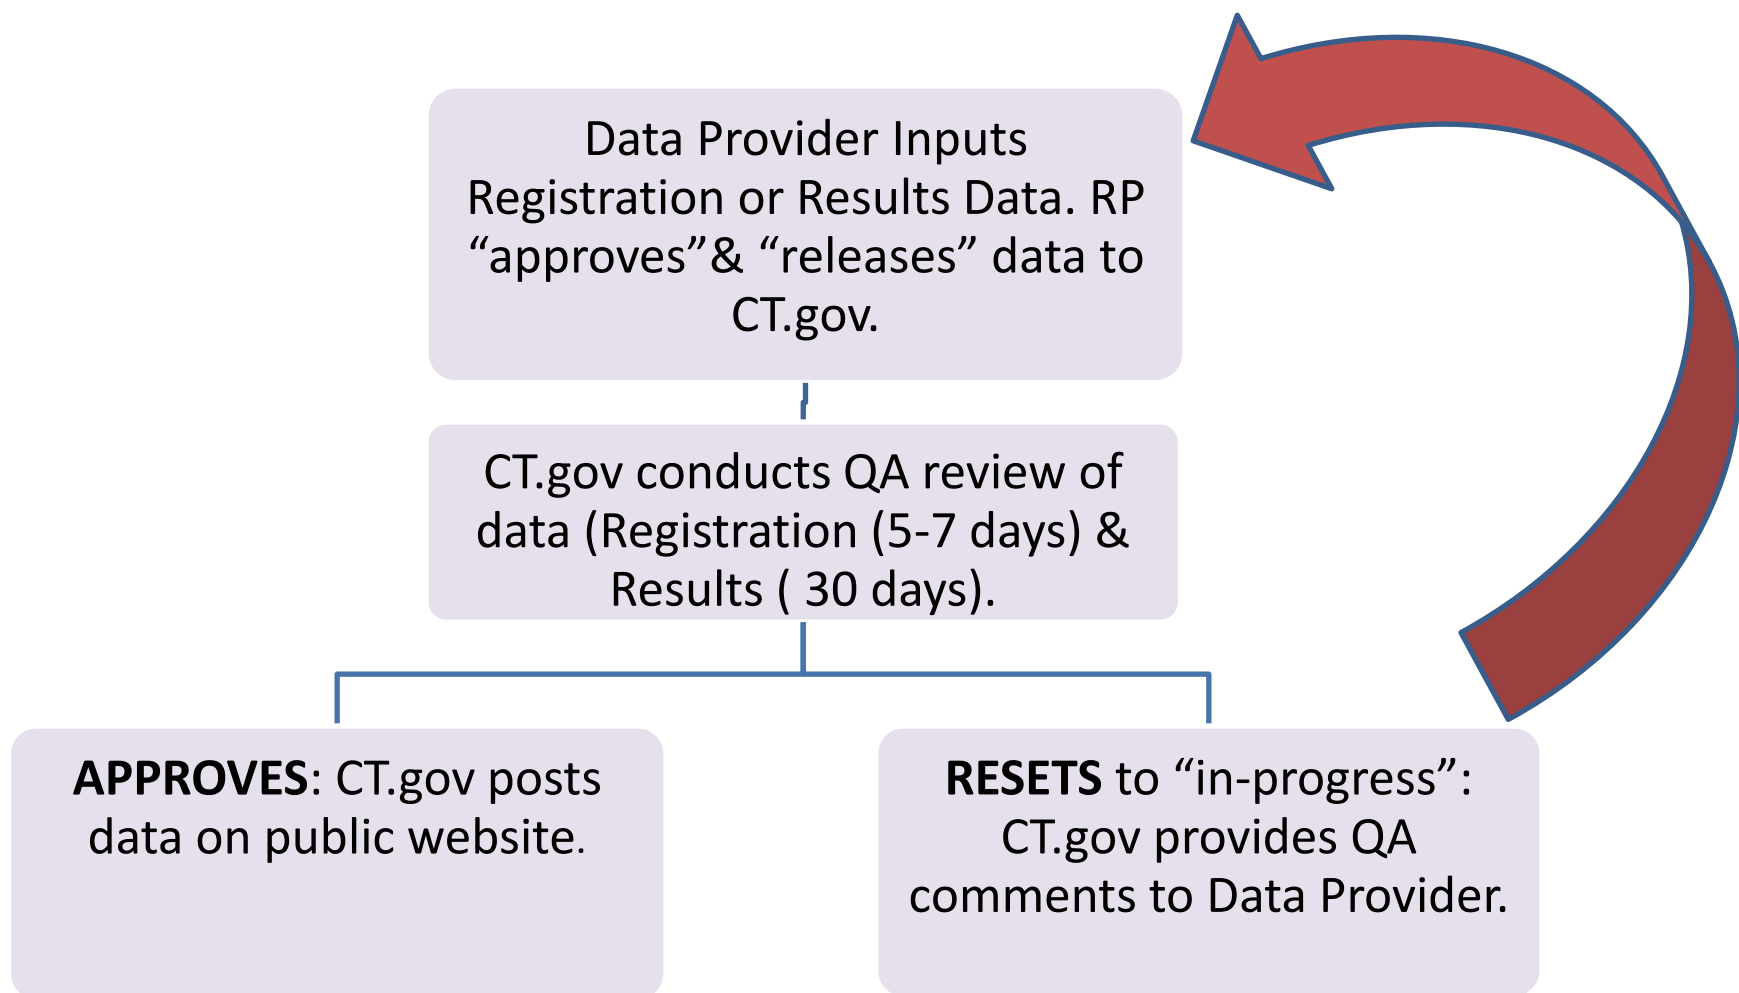 Data Provider Inputs
Registration or Results Data. RP
“approves”& “releases” data to
CT.gov.
CT.gov conducts QA review of
data (Registration (5-7 days) &
Results ( 30 days).
APPROVES: CT.gov posts
data on public website.
RESETS to “in-progress”:
CT.gov provides QA
comments to Data Provider.